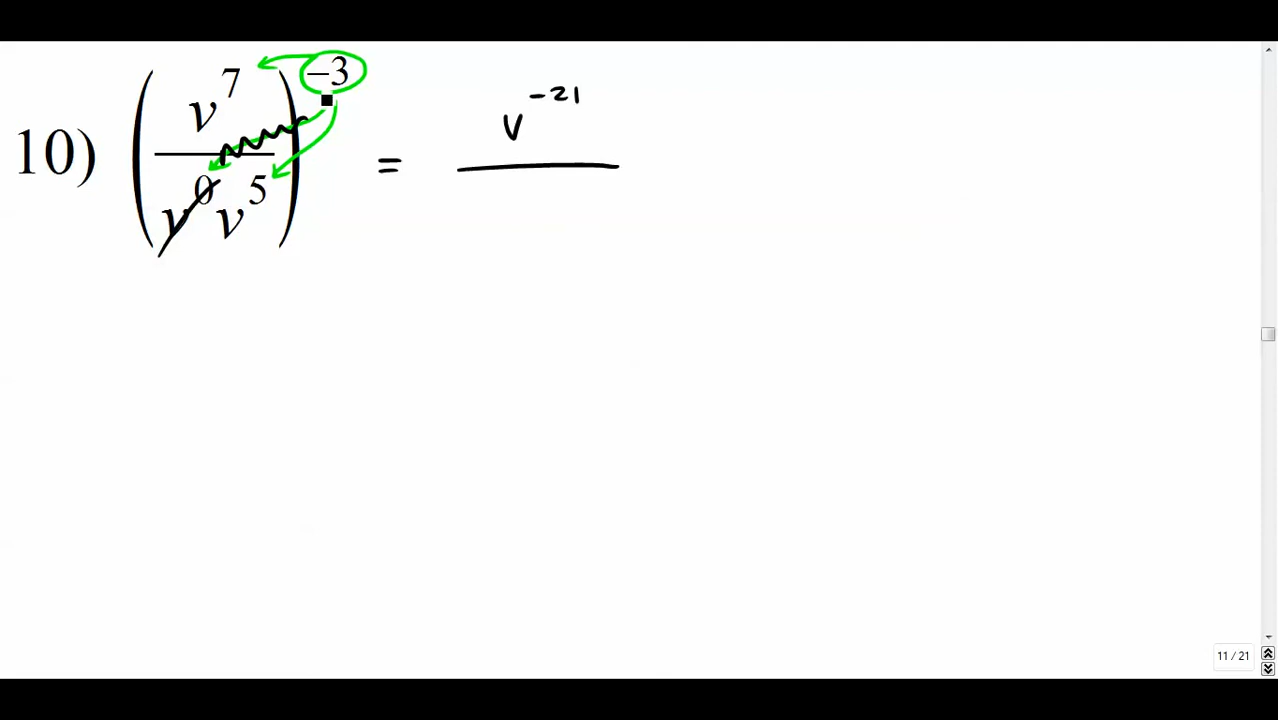 10) (v^7 / v^0 v^5)^-3 = v^-21
11 / 21